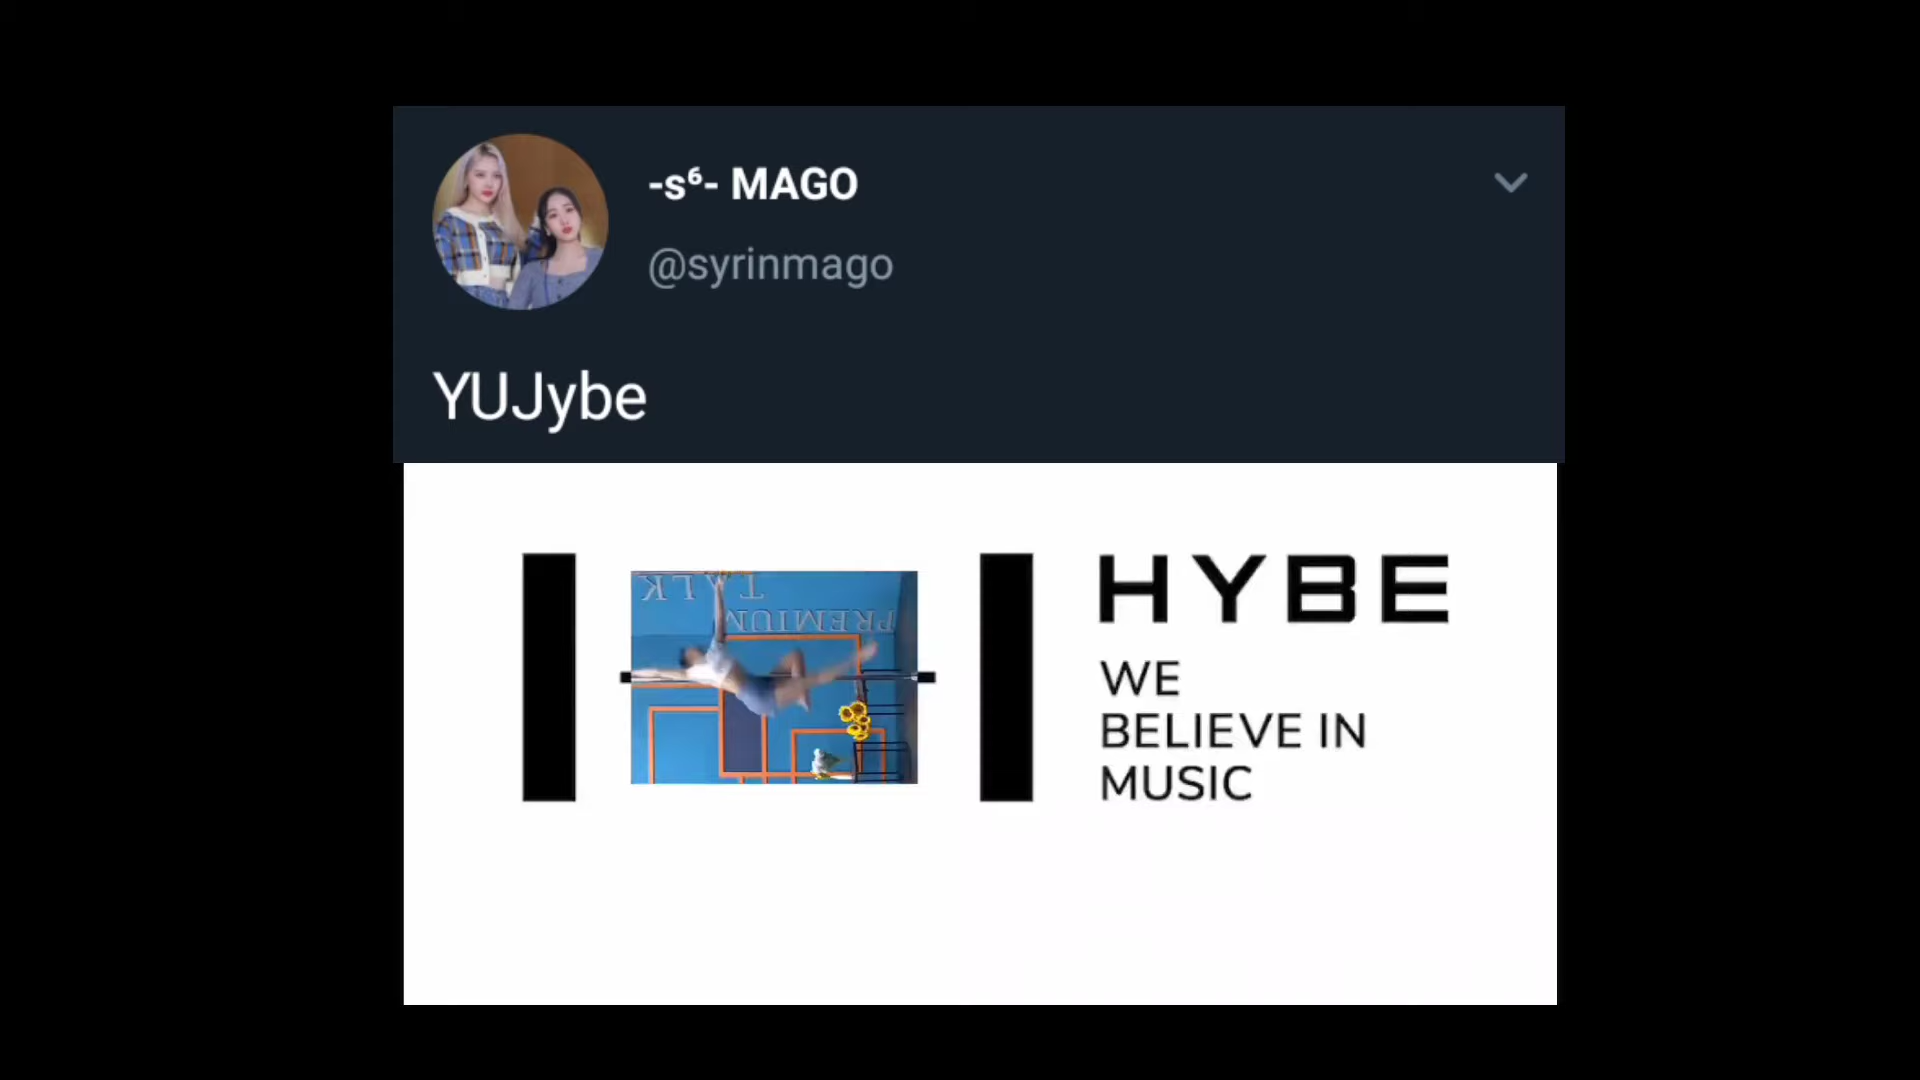 -s⁶- MAGO
@syrinmago
YUJybe
TALK
PREMIUM
HYBE
WE
BELIEVE IN
MUSIC